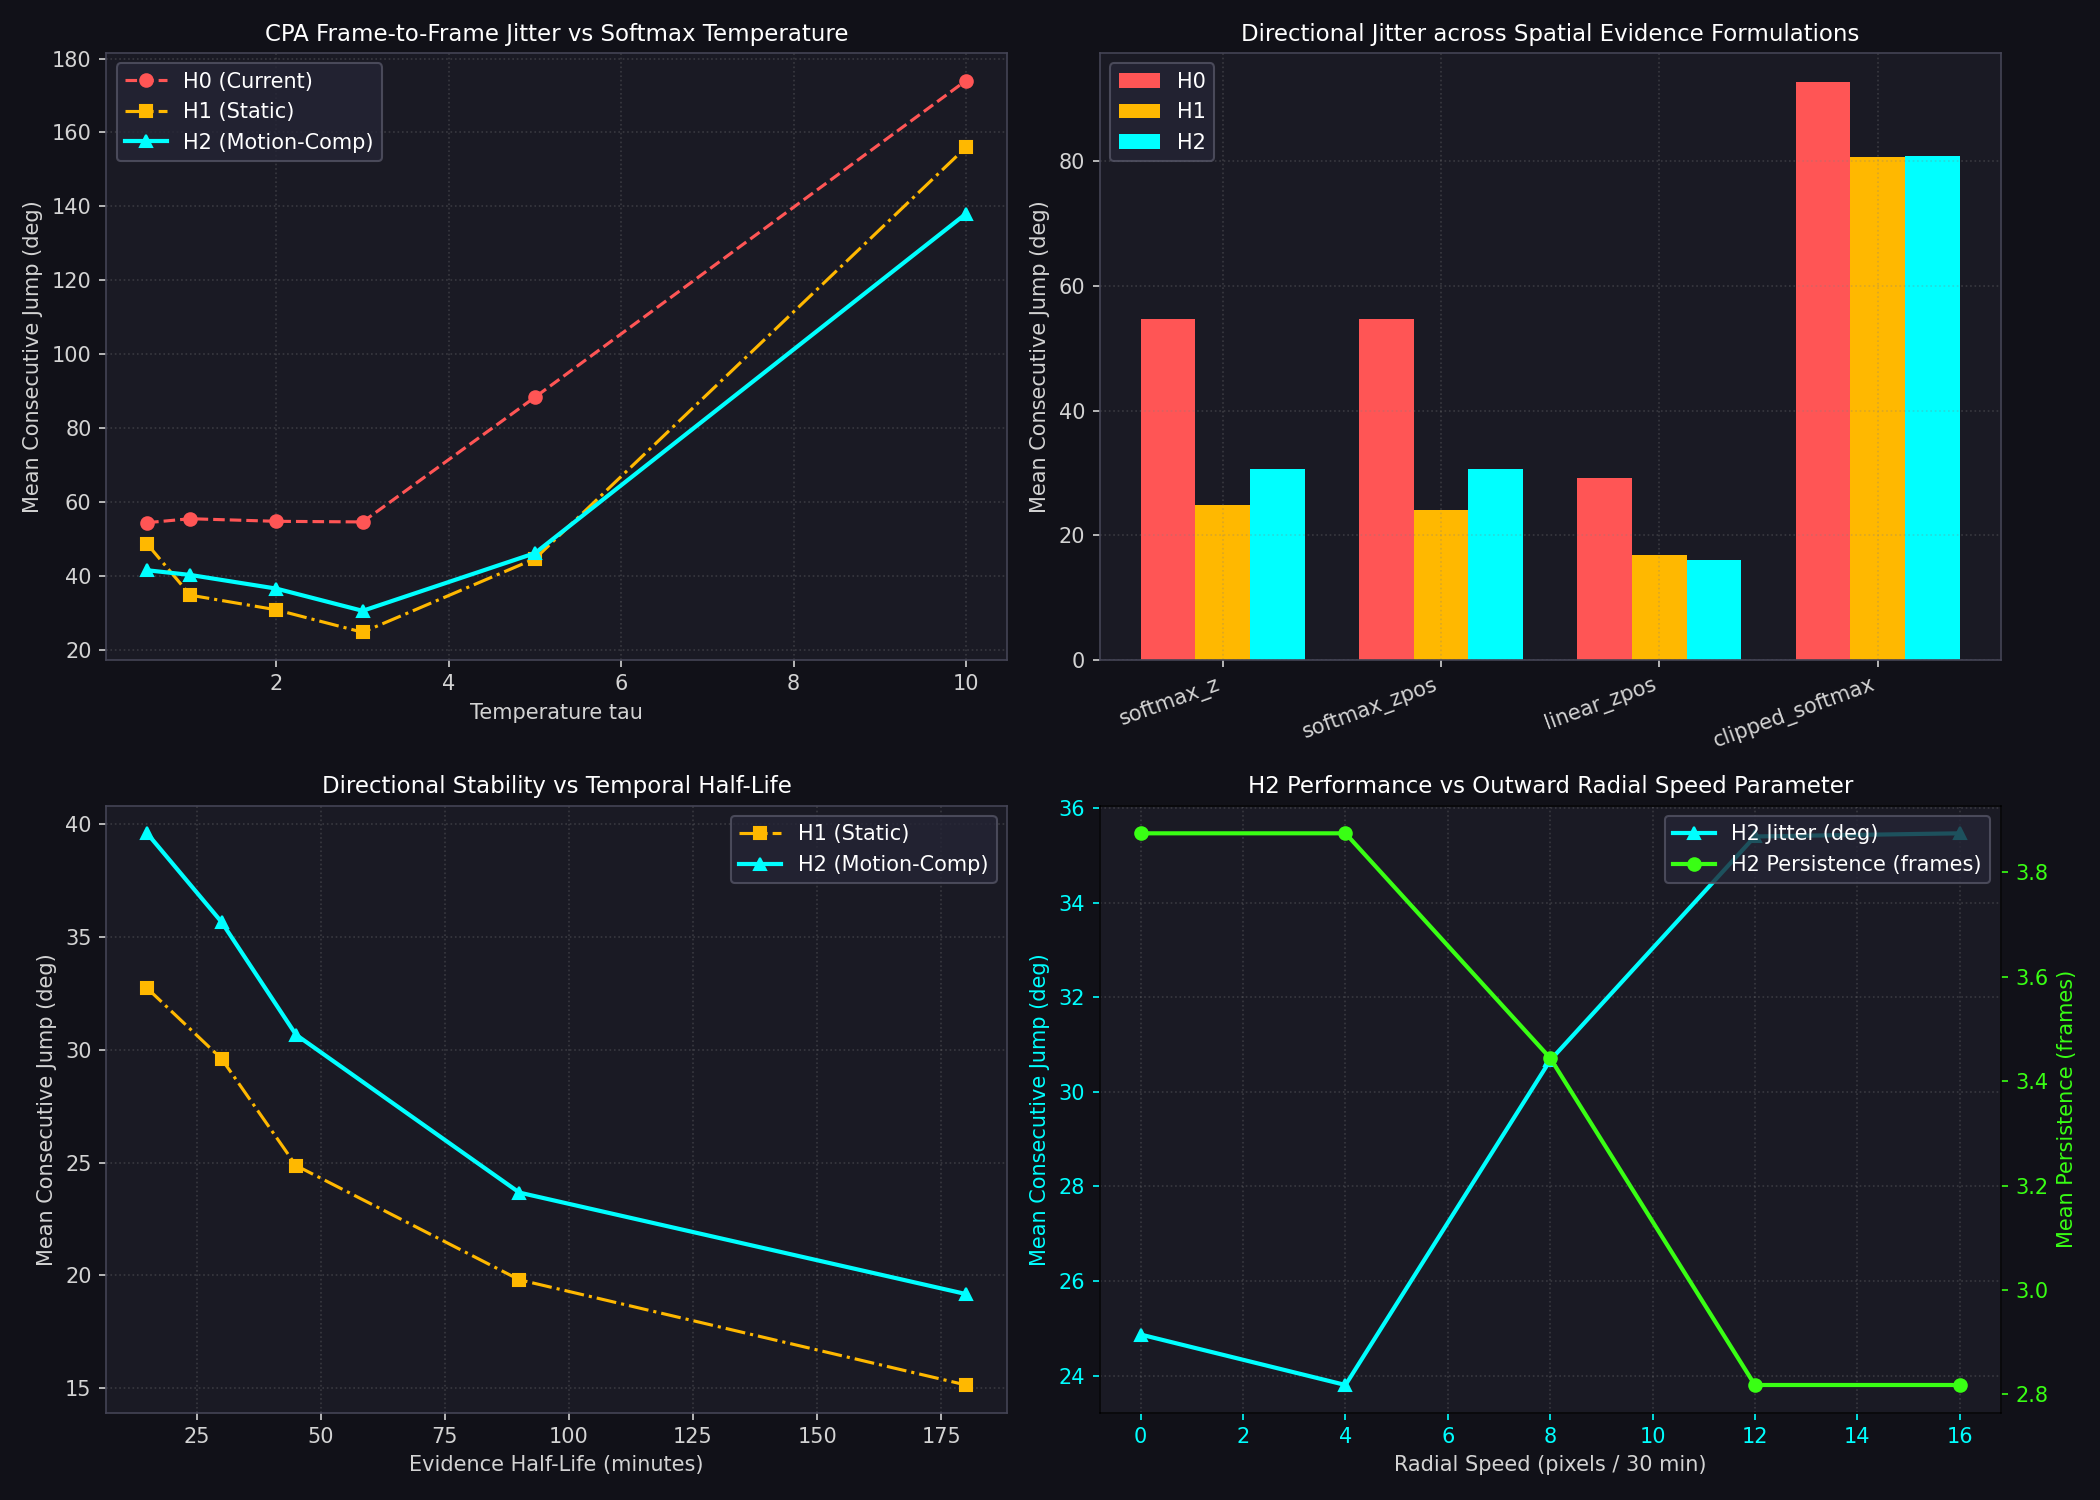 CPA Frame-to-Frame Jitter vs Softmax Temperature
180
160
140
120
100
80
60
40
20
Mean Consecutive Jump (deg)
H0 (Current)
H1 (Static)
H2 (Motion-Comp)
2 4 6 8 10
Temperature tau
Directional Jitter across Spatial Evidence Formulations
80
60
40
20
0
Mean Consecutive Jump (deg)
H0
H1
H2
softmax_z softmax_zpos linear_zpos clipped_softmax
Directional Stability vs Temporal Half-Life
40
35
30
25
20
15
Mean Consecutive Jump (deg)
H1 (Static)
H2 (Motion-Comp)
25 50 75 100 125 150 175
Evidence Half-Life (minutes)
H2 Performance vs Outward Radial Speed Parameter
36
34
32
30
28
26
24
Mean Consecutive Jump (deg)
H2 Jitter (deg)
H2 Persistence (frames)
3.8
3.6
3.4
3.2
3.0
2.8
Mean Persistence (frames)
0 2 4 6 8 10 12 14 16
Radial Speed (pixels / 30 min)